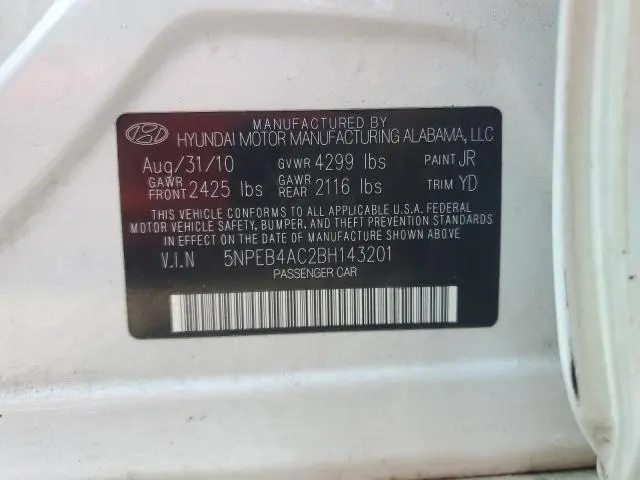 MANUFACTURED BY
HYUNDAI MOTOR MANUFACTURING ALABAMA, LLC
Aug/31/10 GVWR 4299 lbs PAINT JR
GAWR FRONT 2425 lbs GAWR REAR 2116 lbs TRIM YD
THIS VEHICLE CONFORMS TO ALL APPLICABLE U.S.A. FEDERAL
MOTOR VEHICLE SAFETY, BUMPER, AND THEFT PREVENTION STANDARDS
IN EFFECT ON THE DATE OF MANUFACTURE SHOWN ABOVE.
V.I.N 5NPEB4AC2BH143201
PASSENGER CAR